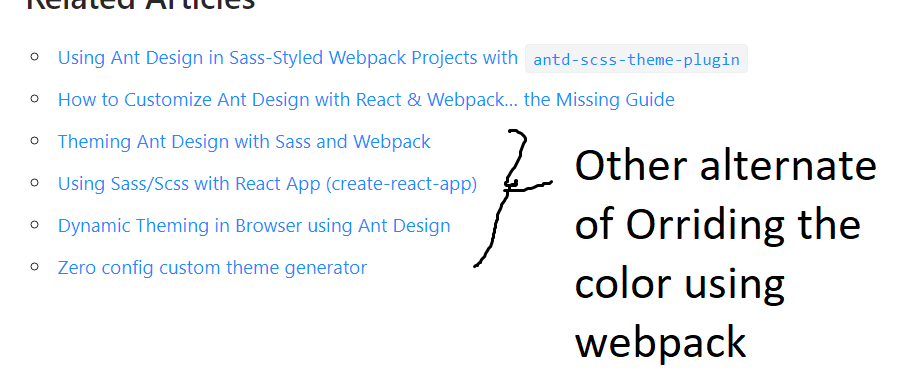 Related Articles
Using Ant Design in Sass-Styled Webpack Projects with antd-scss-theme-plugin
How to Customize Ant Design with React & Webpack… the Missing Guide
Theming Ant Design with Sass and Webpack
Using Sass/Scss with React App (create-react-app)
Dynamic Theming in Browser using Ant Design
Zero config custom theme generator
Other alternate
of Orriding the
color using
webpack